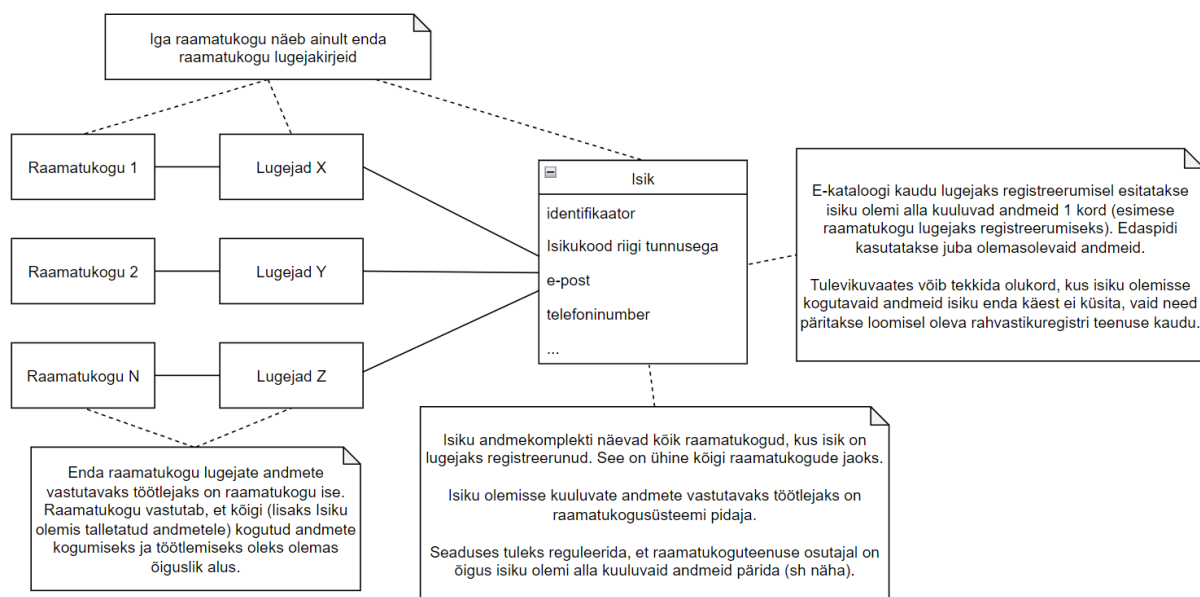 Iga raamatukogu näeb ainult enda
raamatukogu lugejakirjeid
Raamatukogu 1
Lugejad X
Raamatukogu 2
Lugejad Y
Raamatukogu N
Lugejad Z
Isik
identifikaator
Isikukood riigi tunnusega
e-post
telefoninumber
...
E-kataloogi kaudu lugejaks registreerumisel esitatakse
isiku olemi alla kuuluvad andmeid 1 kord (esimese
raamatukogu lugejaks registreerumiseks). Edaspidi
kasutatakse juba olemasolevaid andmeid.
Tulevikuvaates võib tekkida olukord, kus isiku olemisse
kogutavaid andmeid isiku enda käest ei küsita, vaid need
päritakse loomisel oleva rahvastikuregistri teenuse kaudu.
Enda raamatukogu lugejate andmete
vastutavaks töötlejaks on raamatukogu ise.
Raamatukogu vastutab, et kõigi (lisaks Isiku
olemis talletatud andmetele) kogutud andmete
kogumiseks ja töötlemiseks oleks olemas
õiguslik alus.
Isiku andmekomplekti näevad kõik raamatukogud, kus isik on
lugejaks registreerunud. See on ühine kõigi raamatukogude jaoks.
Isiku olemisse kuuluvate andmete vastutavaks töötlejaks on
raamatukogusüsteemi pidaja.
Seaduses tuleks reguleerida, et raamatukoguteenuse osutajal on
õigus isiku olemi alla kuuluvaid andmeid pärida (sh näha).